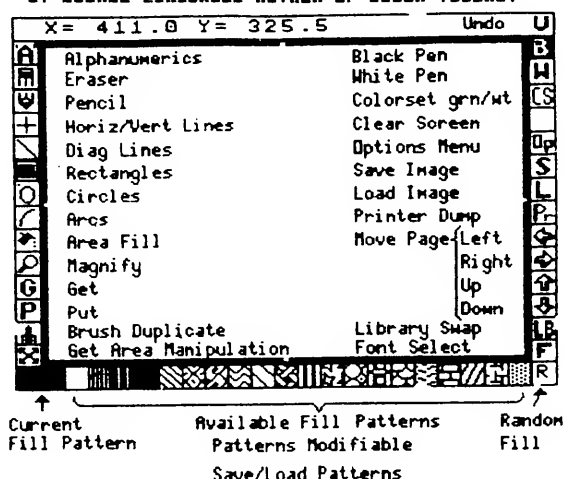 X= 411.0 Y= 325.5 Undo U
A Alphanumerics Black Pen B
Eraser White Pen W
Pencil Colorset grn/wt CS
Horiz/Vert Lines Clear Screen
Diag Lines Options Menu Op
Rectangles Save Image S
Circles Load Image L
Arcs Printer Dump Pr
Area Fill Move Page Left
Magnify Right
G Get Up
P Put Down
Brush Duplicate Library Swap LB
Get Area Manipulation Font Select F
R
Current Available Fill Patterns Random
Fill Pattern Patterns Modifiable Fill
Save/Load Patterns